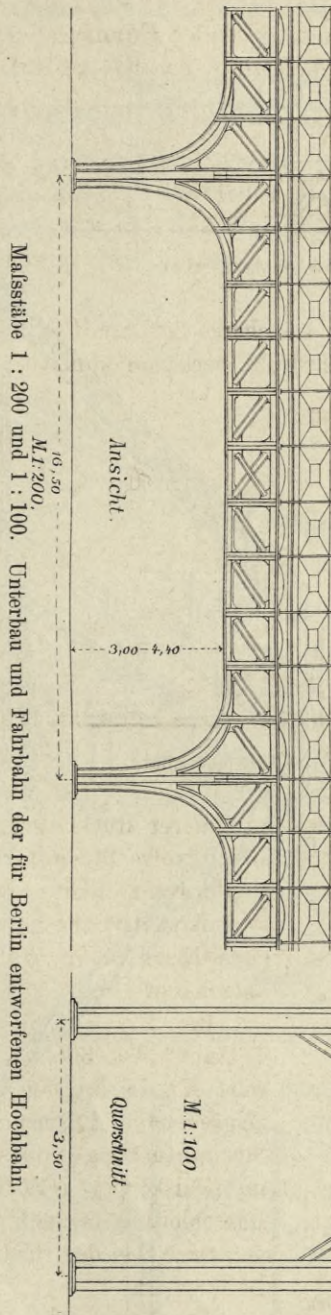 Ansicht.
3,00-4,40
16,50
M.1:200.
M.1:100
Querschnitt.
3,50
Maſsstäbe 1 : 200 und 1 : 100. Unterbau und Fahrbahn der für Berlin entworfenen Hochbahn.